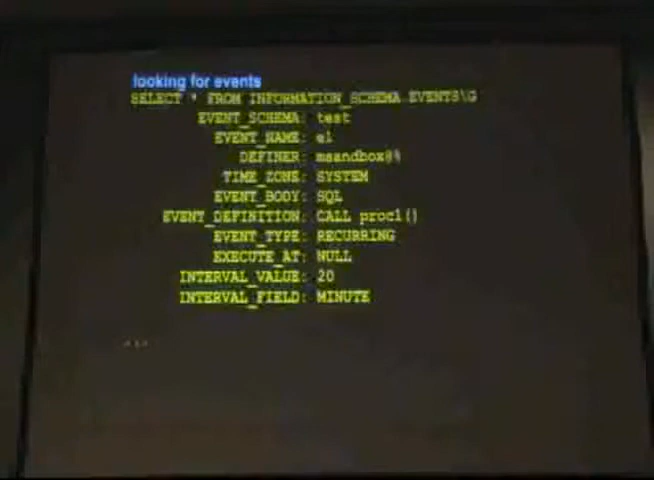 looking for events
SELECT * FROM INFORMATION_SCHEMA.EVENTS\G
EVENT_SCHEMA: test
EVENT_NAME: e1
DEFINER: msandbox@%
TIME_ZONE: SYSTEM
EVENT_BODY: SQL
EVENT_DEFINITION: CALL proc1()
EVENT_TYPE: RECURRING
EXECUTE_AT: NULL
INTERVAL_VALUE: 20
INTERVAL_FIELD: MINUTE
...